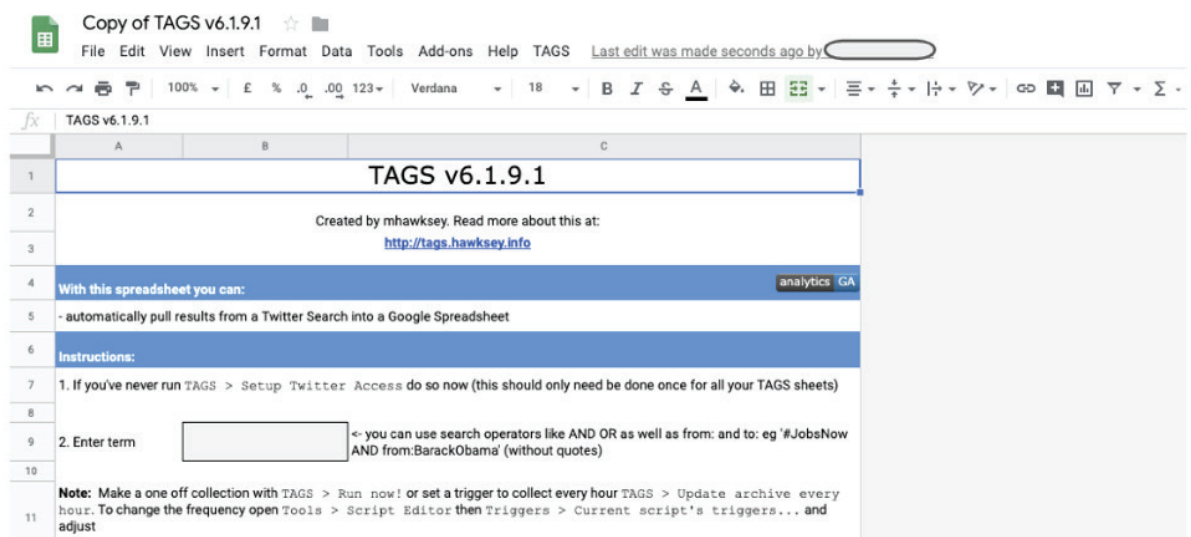 Copy of TAGS v6.1.9.1
File Edit View Insert Format Data Tools Add-ons Help TAGS Last edit was made seconds ago by
100% £ % .0 .00 123 Verdana 18 B I S A
fx TAGS v6.1.9.1
A B C
1 TAGS v6.1.9.1
2 Created by mhawksey. Read more about this at:
3 http://tags.hawksey.info
4 With this spreadsheet you can: analytics GA
5 - automatically pull results from a Twitter Search into a Google Spreadsheet
6 Instructions:
7 1. If you've never run TAGS > Setup Twitter Access do so now (this should only need be done once for all your TAGS sheets)
8
9 2. Enter term <- you can use search operators like AND OR as well as from: and to: eg '#JobsNow
AND from:BarackObama' (without quotes)
10
11 Note: Make a one off collection with TAGS > Run now! or set a trigger to collect every hour TAGS > Update archive every
hour. To change the frequency open Tools > Script Editor then Triggers > Current script's triggers... and
adjust